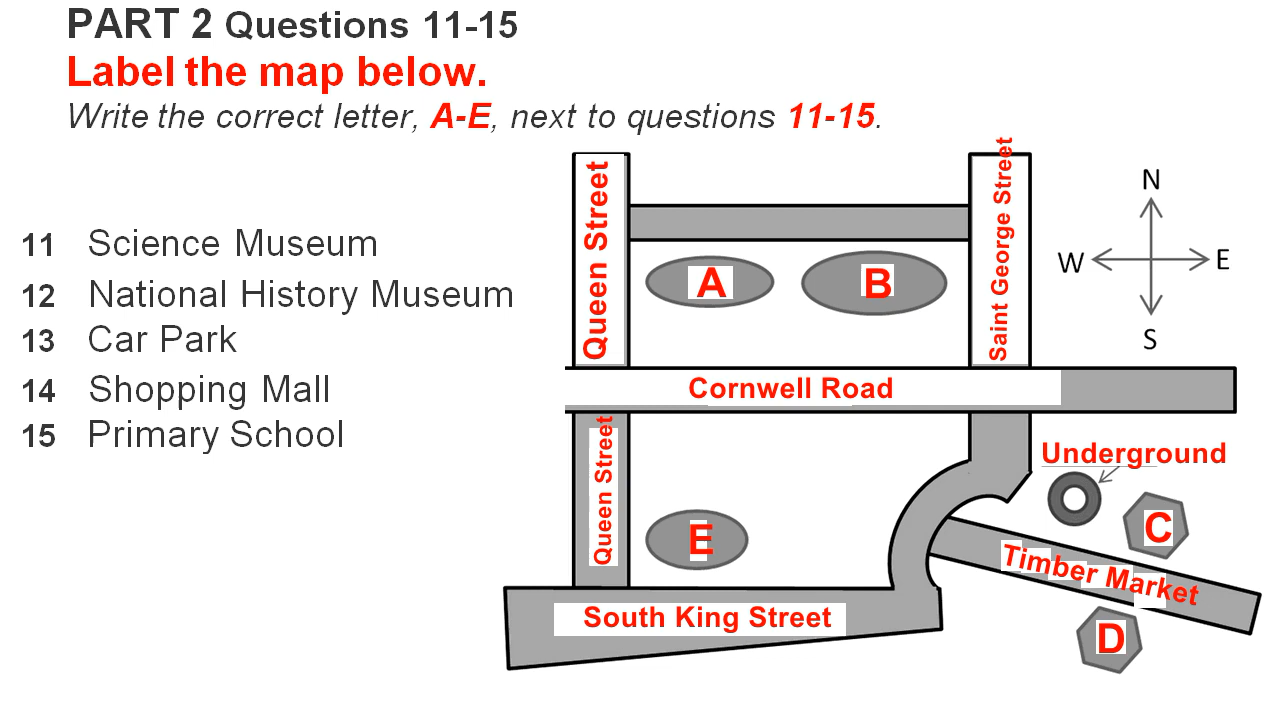 PART 2 Questions 11-15
Label the map below.
Write the correct letter, A-E, next to questions 11-15.
11 Science Museum
12 National History Museum
13 Car Park
14 Shopping Mall
15 Primary School
Queen Street
Saint George Street
N
W
E
S
A
B
Cornwell Road
Queen Street
Underground
E
C
Timber Market
South King Street
D